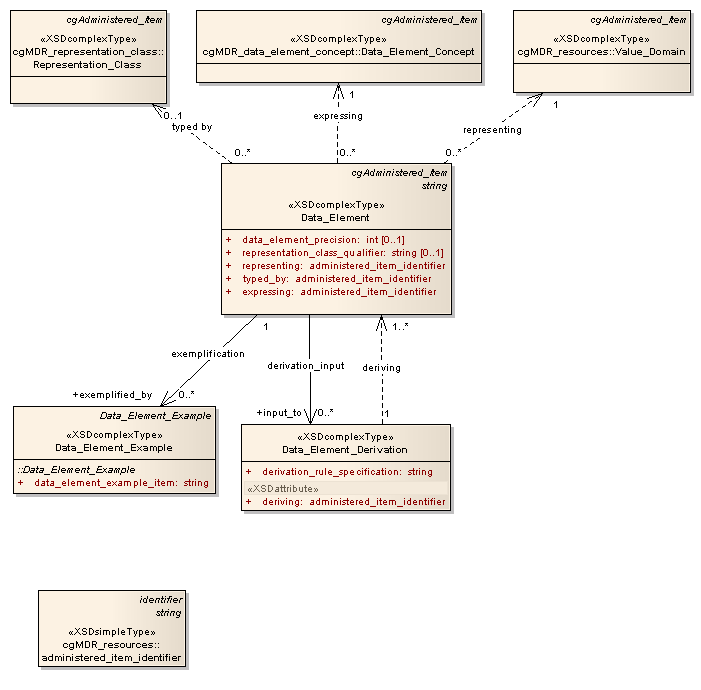 cgAdministered_Item
«XSDcomplexType»
cgMDR_representation_class::
Representation_Class
cgAdministered_Item
«XSDcomplexType»
cgMDR_data_element_concept::Data_Element_Concept
cgAdministered_Item
«XSDcomplexType»
cgMDR_resources::Value_Domain
0..1
typed by
0..*
1
expressing
0..*
1
representing
0..*
cgAdministered_Item
string
«XSDcomplexType»
Data_Element
+ data_element_precision: int [0..1]
+ representation_class_qualifier: string [0..1]
+ representing: administered_item_identifier
+ typed_by: administered_item_identifier
+ expressing: administered_item_identifier
1
exemplification
+exemplified_by
0..*
derivation_input
+input_to
0..*
1..*
deriving
1
Data_Element_Example
«XSDcomplexType»
Data_Element_Example
::Data_Element_Example
+ data_element_example_item: string
«XSDcomplexType»
Data_Element_Derivation
+ derivation_rule_specification: string
«XSDattribute»
+ deriving: administered_item_identifier
identifier
string
«XSDsimpleType»
cgMDR_resources::
administered_item_identifier